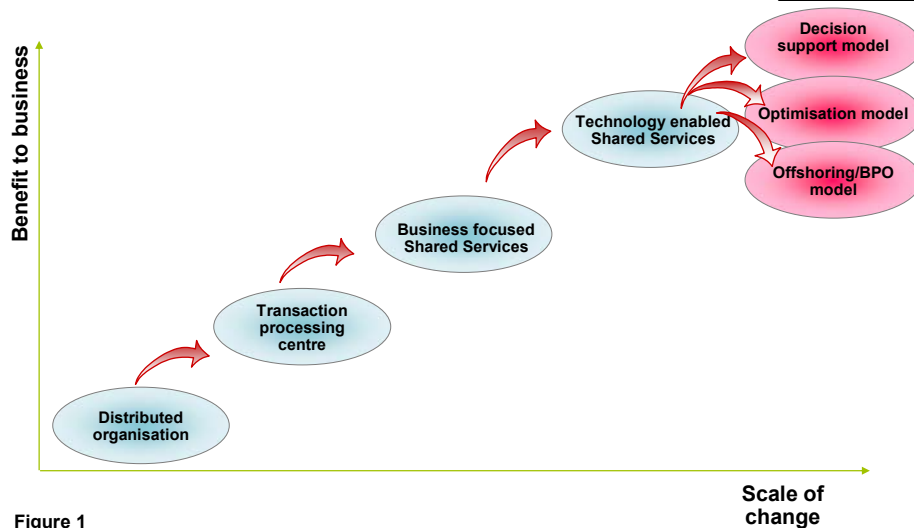 Decision
support model
Benefit to business
Technology enabled
Shared Services
Optimisation model
Offshoring/BPO
model
Business focused
Shared Services
Transaction
processing
centre
Distributed
organisation
Scale of
change
Figure 1